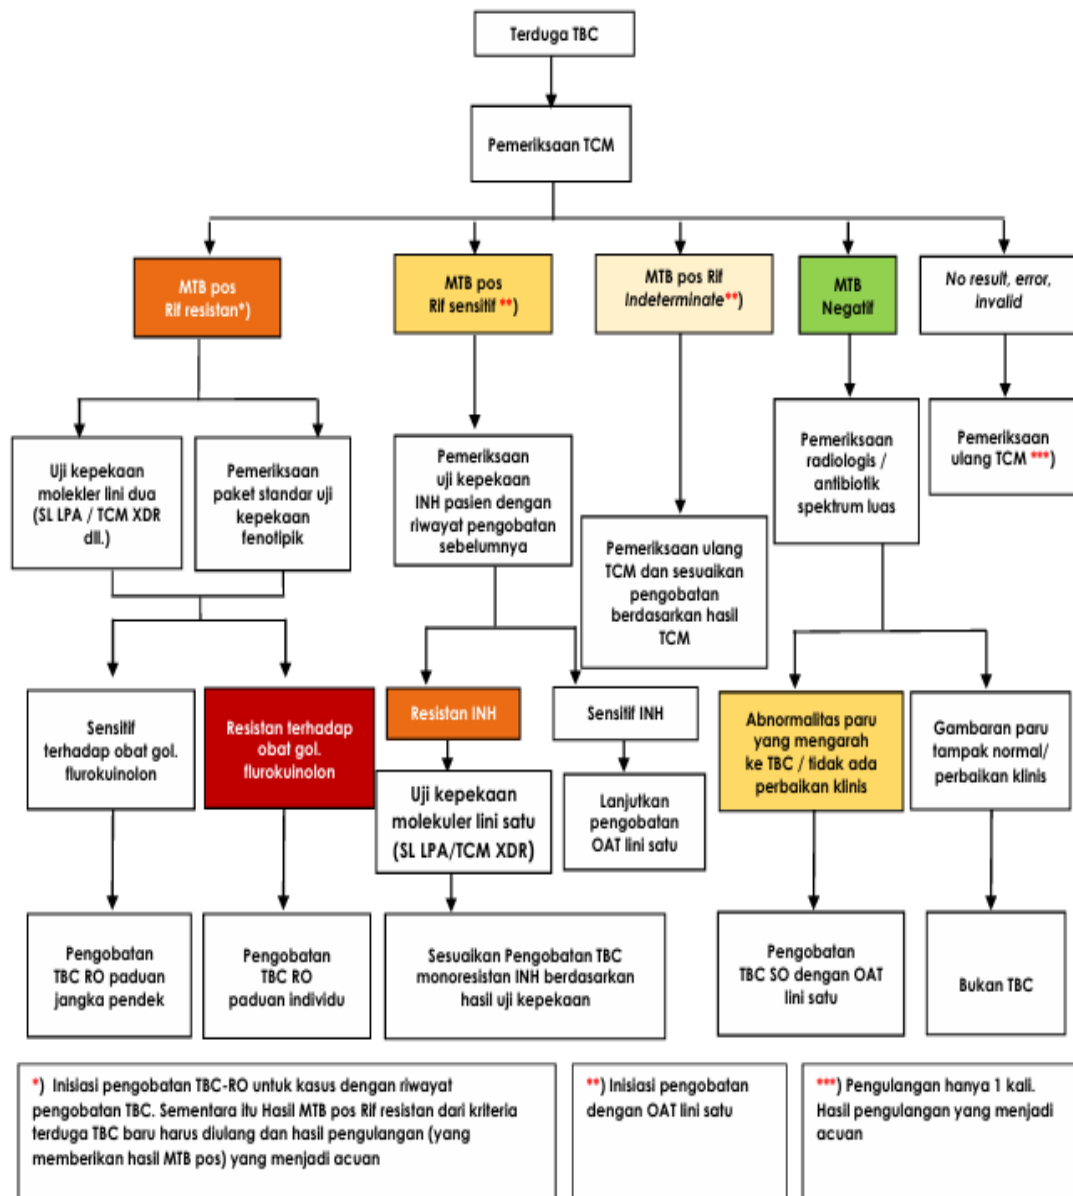 Terduga TBC
Pemeriksaan TCM
MTB pos
Rif resistan*)
MTB pos
Rif sensitif **)
MTB pos Rif
Indeterminate**)
MTB
Negatif
No result, error,
invalid
Uji kepekaan
molekler lini dua
(SL LPA / TCM XDR
dll.)
Pemeriksaan
paket standar uji
kepekaan
fenotipik
Pemeriksaan
uji kepekaan
INH pasien dengan
riwayat pengobatan
sebelumnya
Pemeriksaan ulang
TCM dan sesuaikan
pengobatan
berdasarkan hasil
TCM
Pemeriksaan
radiologis /
antibiotik
spektrum luas
Pemeriksaan
ulang TCM ***)
Sensitif
terhadap obat gol.
flurokuinolon
Resistan terhadap
obat gol.
flurokuinolon
Resistan INH
Sensitif INH
Abnormalitas paru
yang mengarah
ke TBC / tidak ada
perbaikan klinis
Gambaran paru
tampak normal/
perbaikan klinis
Uji kepekaan
molekuler lini satu
(SL LPA/TCM XDR)
Lanjutkan
pengobatan
OAT lini satu
Pengobatan
TBC RO paduan
jangka pendek
Pengobatan
TBC RO
paduan individu
Sesuaikan Pengobatan TBC
monoresistan INH berdasarkan
hasil uji kepekaan
Pengobatan
TBC SO dengan OAT
lini satu
Bukan TBC
*) Inisiasi pengobatan TBC-RO untuk kasus dengan riwayat
pengobatan TBC. Sementara itu Hasil MTB pos Rif resistan dari kriteria
terduga TBC baru harus diulang dan hasil pengulangan (yang
memberikan hasil MTB pos) yang menjadi acuan
**) Inisiasi pengobatan
dengan OAT lini satu
***) Pengulangan hanya 1 kali.
Hasil pengulangan yang menjadi
acuan